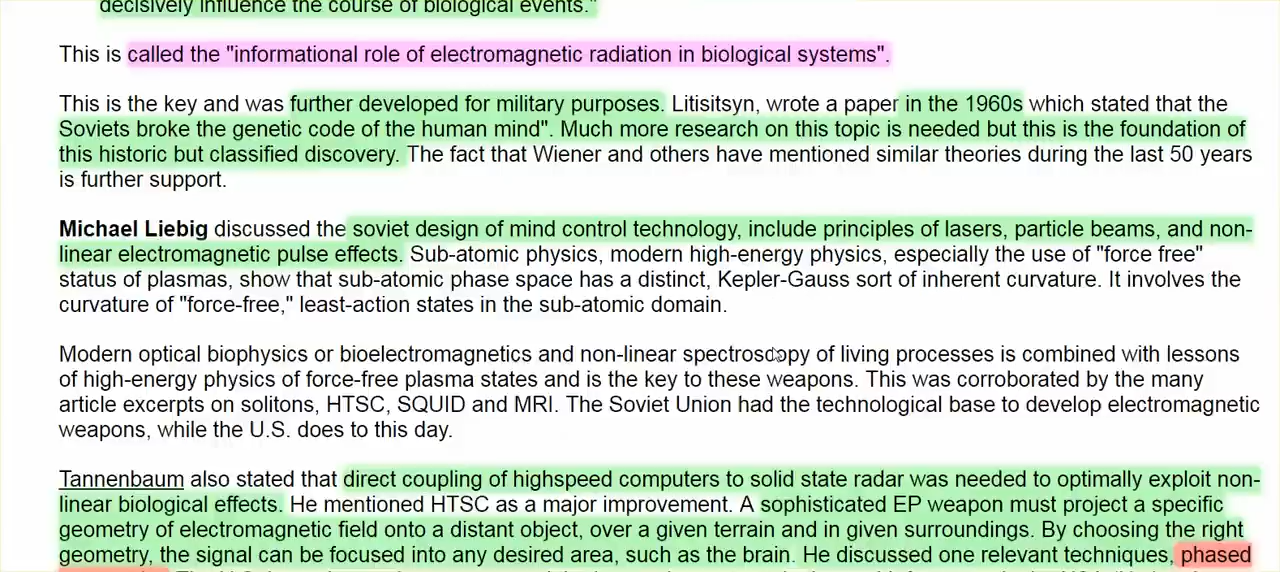 decisively influence the course of biological events."
This is called the "informational role of electromagnetic radiation in biological systems".
This is the key and was further developed for military purposes. Litisitsyn, wrote a paper in the 1960s which stated that the
Soviets broke the genetic code of the human mind". Much more research on this topic is needed but this is the foundation of
this historic but classified discovery. The fact that Wiener and others have mentioned similar theories during the last 50 years
is further support.
Michael Liebig discussed the soviet design of mind control technology, include principles of lasers, particle beams, and non-
linear electromagnetic pulse effects. Sub-atomic physics, modern high-energy physics, especially the use of "force free"
status of plasmas, show that sub-atomic phase space has a distinct, Kepler-Gauss sort of inherent curvature. It involves the
curvature of "force-free," least-action states in the sub-atomic domain.
Modern optical biophysics or bioelectromagnetics and non-linear spectroscopy of living processes is combined with lessons
of high-energy physics of force-free plasma states and is the key to these weapons. This was corroborated by the many
article excerpts on solitons, HTSC, SQUID and MRI. The Soviet Union had the technological base to develop electromagnetic
weapons, while the U.S. does to this day.
Tannenbaum also stated that direct coupling of highspeed computers to solid state radar was needed to optimally exploit non-
linear biological effects. He mentioned HTSC as a major improvement. A sophisticated EP weapon must project a specific
geometry of electromagnetic field onto a distant object, over a given terrain and in given surroundings. By choosing the right
geometry, the signal can be focused into any desired area, such as the brain. He discussed one relevant techniques, phased